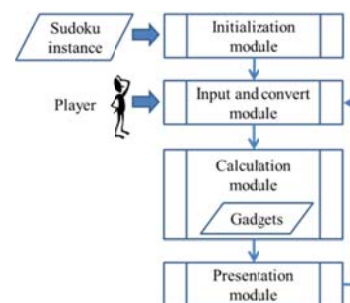 Sudoku
instance
Initialization
module
Player
Input and convert
module
Calculation
module
Gadgets
Presentation
module